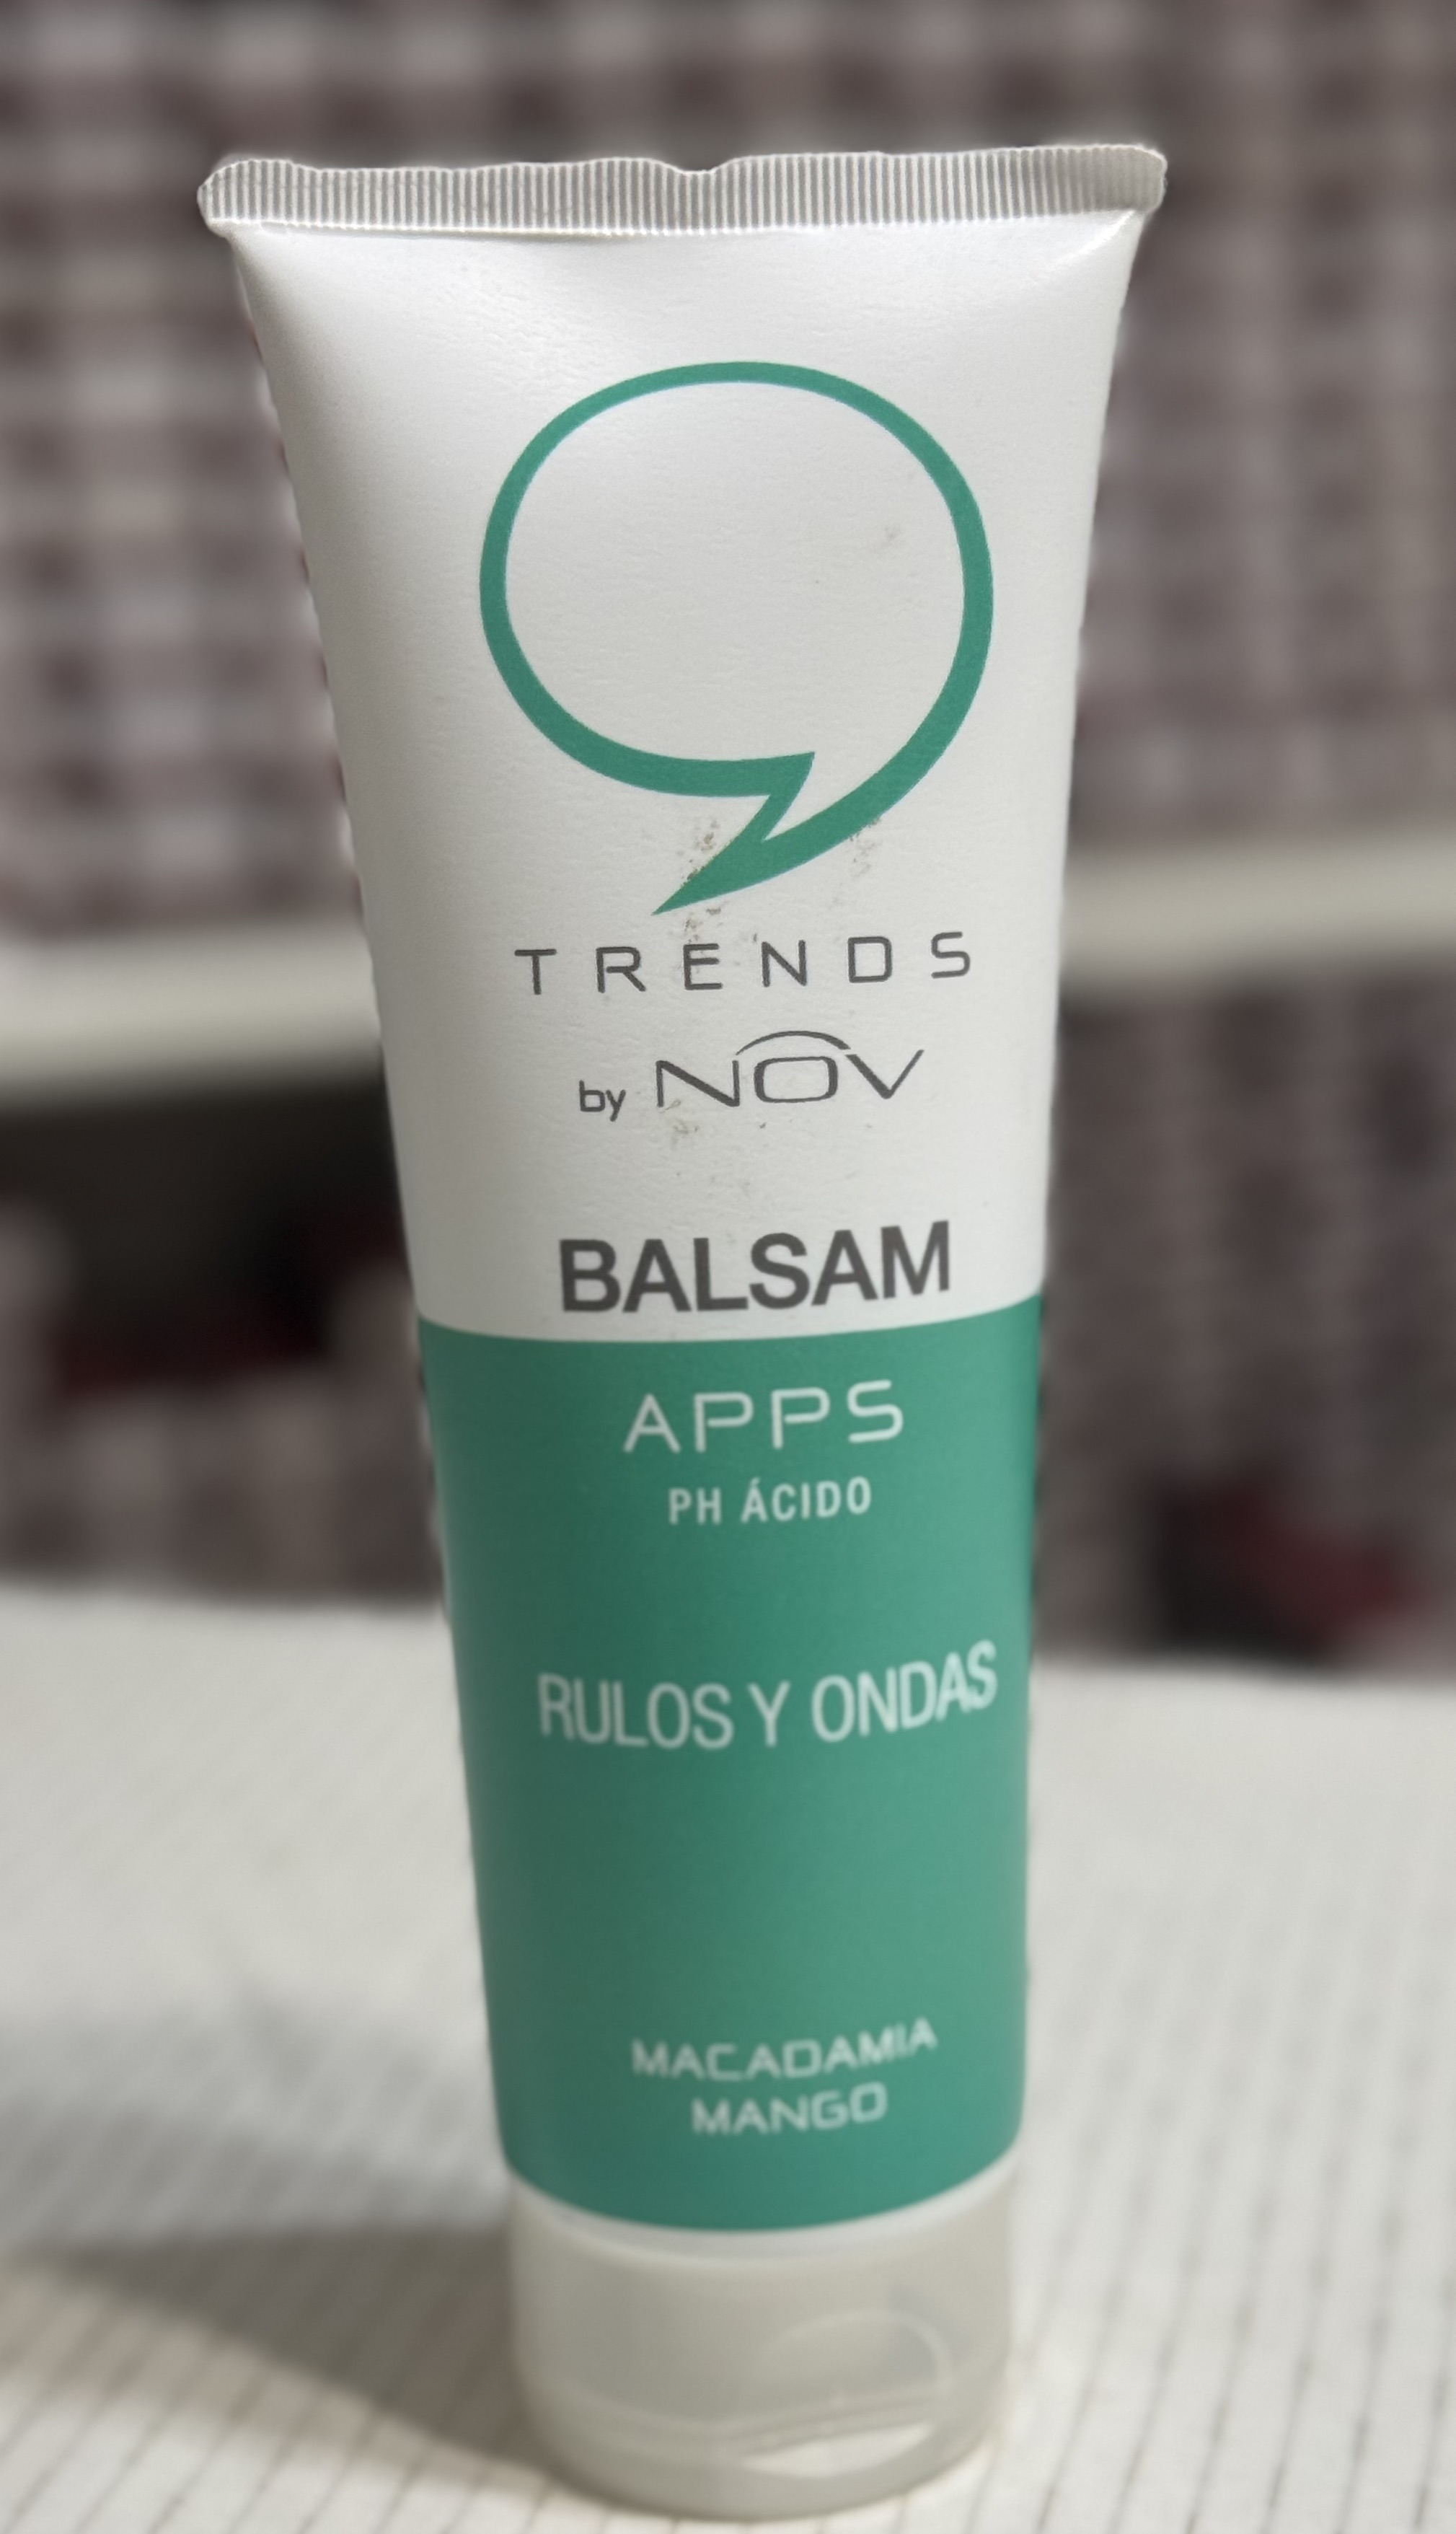 TRENDS
by NOV
BALSAM
APPS
PH ÁCIDO
RULOS Y ONDAS
MACADAMIA
MANGO